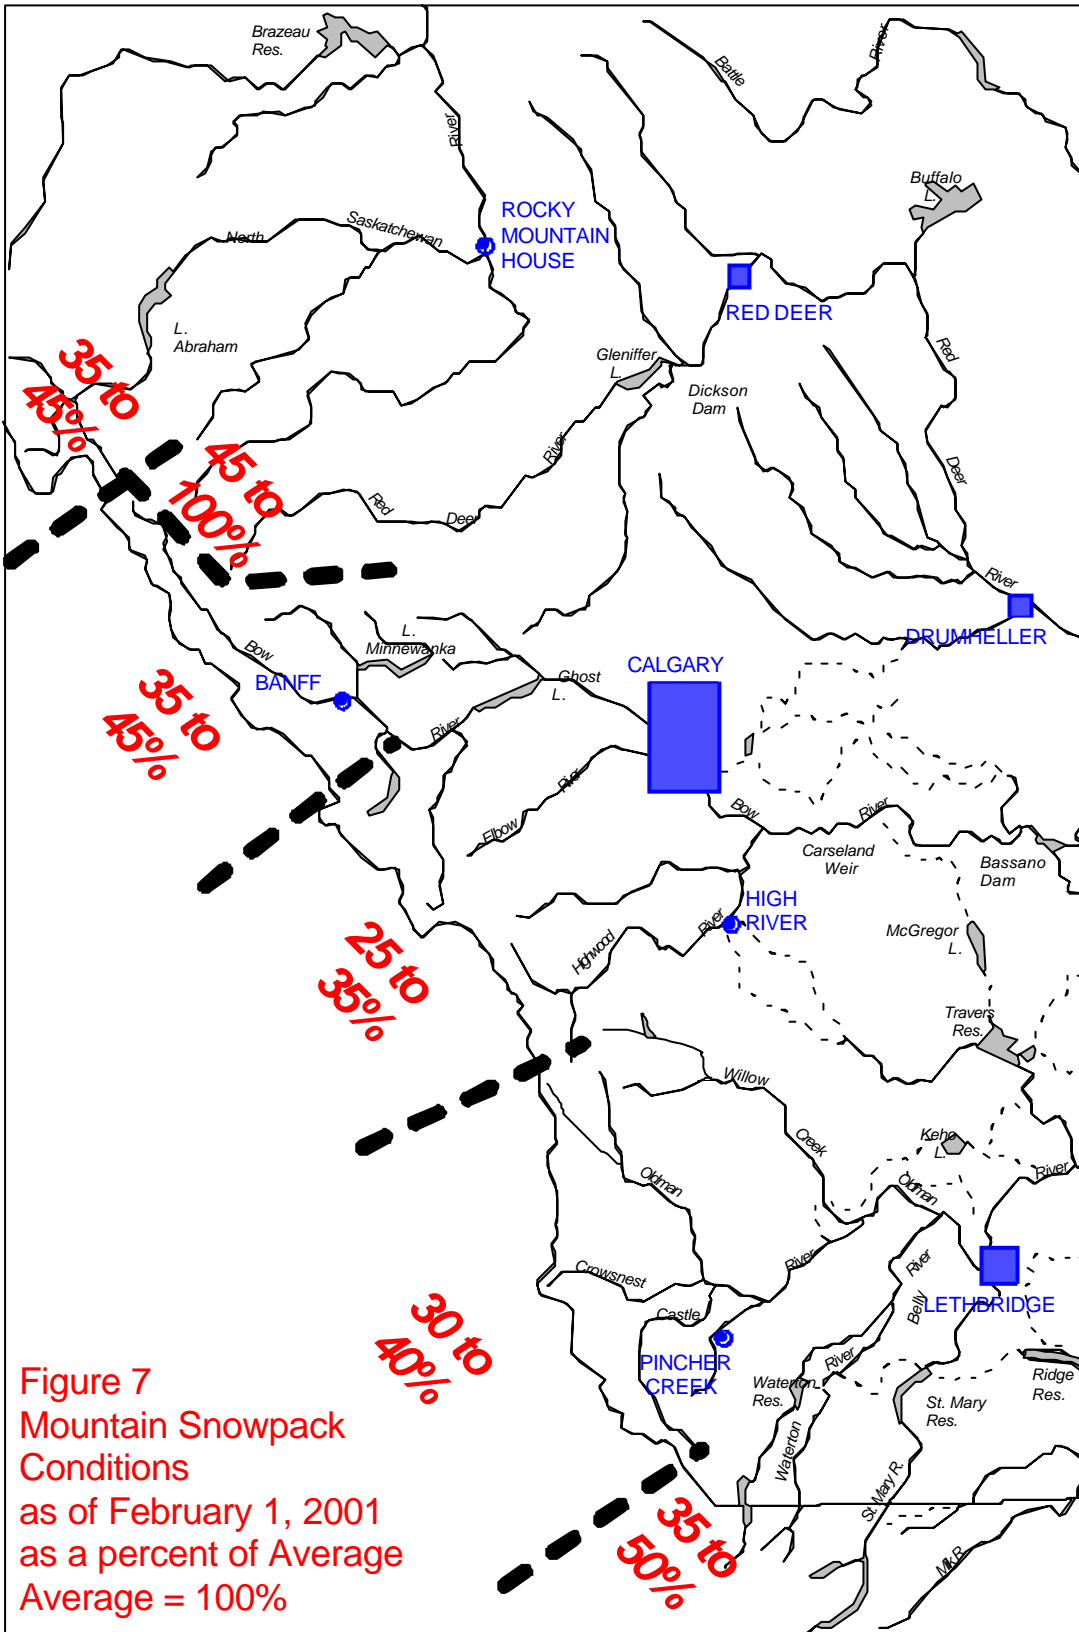 Brazeau
Res.
River
Battle
River
Buffalo
L.
ROCKY
MOUNTAIN
HOUSE
North
Saskatchewan
RED DEER
L.
Abraham
Gleniffer
L.
Dickson
Dam
Red
35 to
45%
45 to
100%
River
Red
Deer
Deer
River
DRUMHELLER
L.
Minnewanka
Bow
BANFF
Ghost
L.
CALGARY
35 to
45%
River
River
Elbow
Bow
River
Carseland
Weir
Bassano
Dam
HIGH
RIVER
River
Highwood
McGregor
L.
25 to
35%
Travers
Res.
Willow
Creek
Keho
L.
River
Oldman
Oldman
River
River
Belly
LETHBRIDGE
Crowsnest
Castle
PINCHER
CREEK
30 to
40%
River
Waterton
Res.
St. Mary
Res.
Ridge
Res.
Waterton
St. Mary R.
Milk R.
35 to
50%
Figure 7
Mountain Snowpack
Conditions
as of February 1, 2001
as a percent of Average
Average = 100%